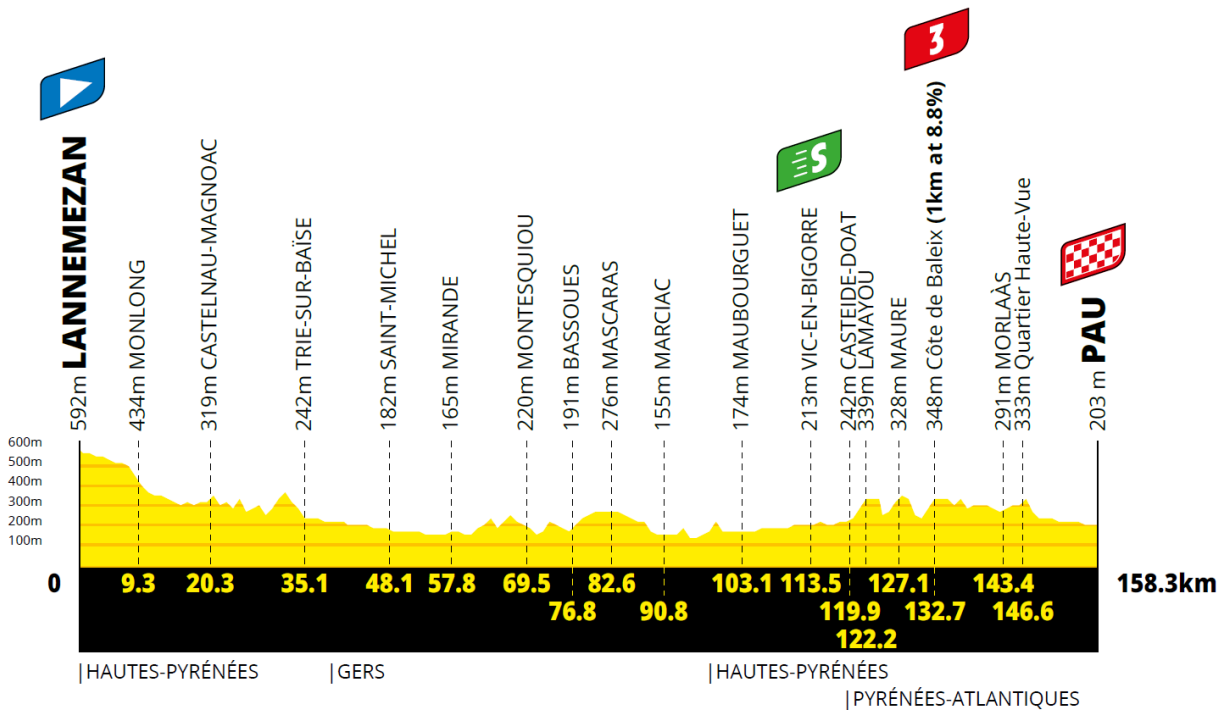 3
S
592m LANNEMEZAN
434m MONLONG
319m CASTELNAU-MAGNOAC
242m TRIE-SUR-BAÏSE
182m SAINT-MICHEL
165m MIRANDE
220m MONTESQUIOU
191m BASSOUES
276m MASCARAS
155m MARCIAC
174m MAUBOURGUET
213m VIC-EN-BIGORRE
242m CASTEIDE-DOAT
339m LAMAYOU
328m MAURE
348m Côte de Baleix (1km at 8.8%)
291m MORLAÀS
333m Quartier Haute-Vue
203 m PAU
600m
500m
400m
300m
200m
100m
0 9.3 20.3 35.1 48.1 57.8 69.5 82.6 103.1 113.5 127.1 143.4 158.3km
76.8 90.8 119.9 132.7 146.6
122.2
|HAUTES-PYRÉNÉES |GERS |HAUTES-PYRÉNÉES
|PYRÉNÉES-ATLANTIQUES